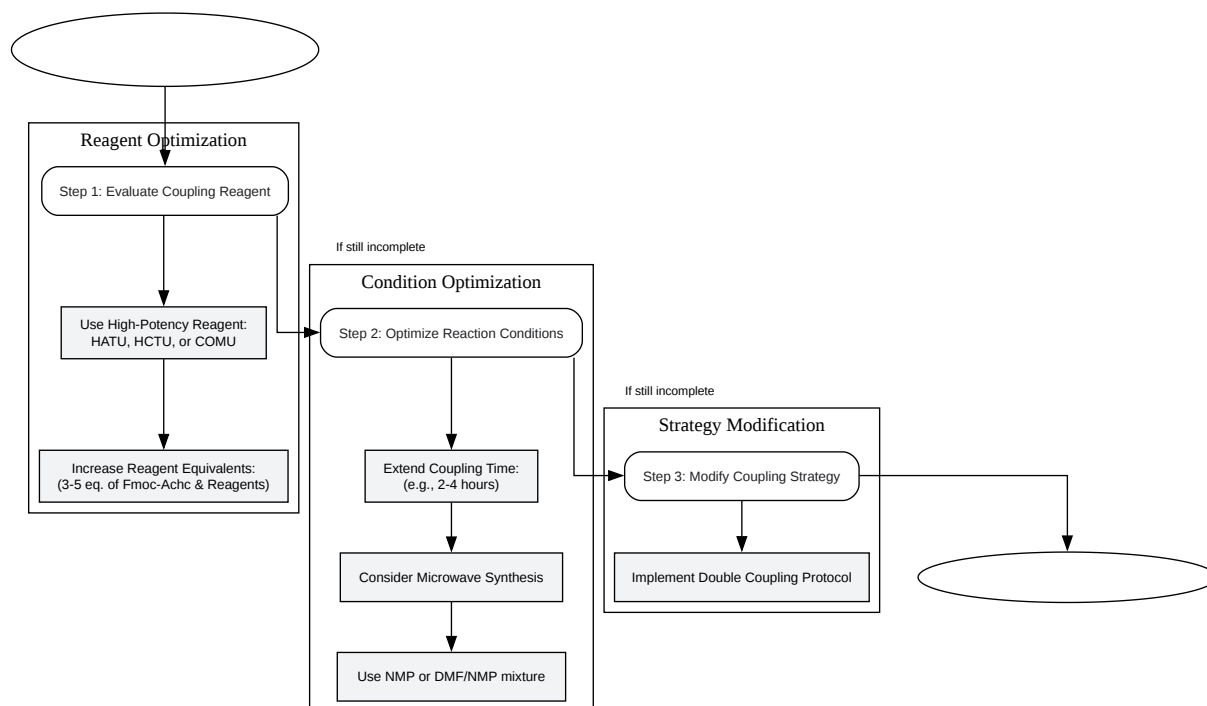 Reagent Optimization
Step 1: Evaluate Coupling Reagent
Use High-Potency Reagent:
HATU, HCTU, or COMU
Increase Reagent Equivalents:
(3-5 eq. of Fmoc-Achc & Reagents)
If still incomplete
Condition Optimization
Step 2: Optimize Reaction Conditions
Extend Coupling Time:
(e.g., 2-4 hours)
Consider Microwave Synthesis
Use NMP or DMF/NMP mixture
If still incomplete
Strategy Modification
Step 3: Modify Coupling Strategy
Implement Double Coupling Protocol